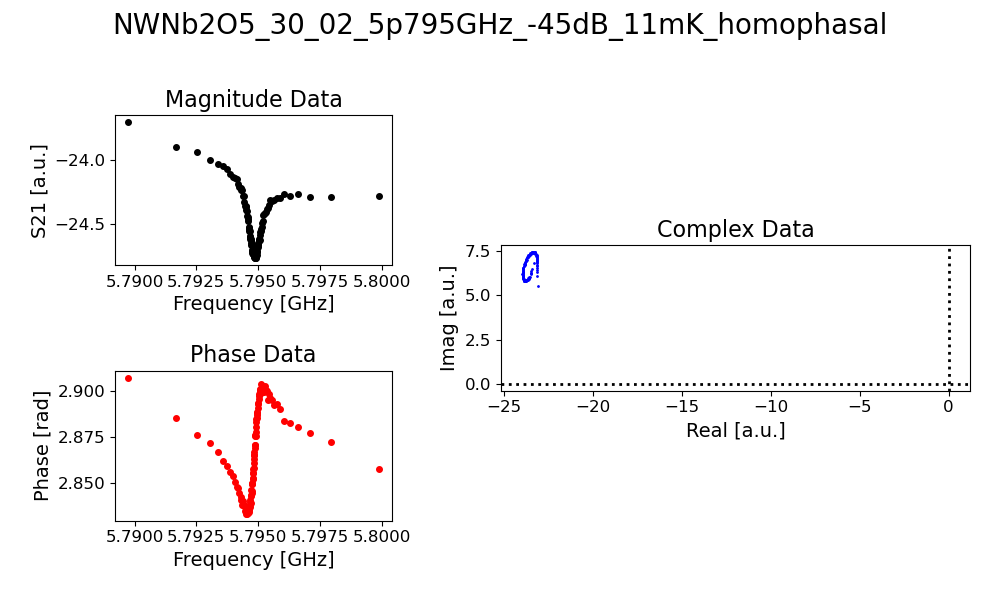 NWNb2O5_30_02_5p795GHz_-45dB_11mK_homophasal
Magnitude Data
S21 [a.u.]
−24.0
−24.5
5.7900 5.7925 5.7950 5.7975 5.8000
Frequency [GHz]
Phase Data
Phase [rad]
2.900
2.875
2.850
5.7900 5.7925 5.7950 5.7975 5.8000
Frequency [GHz]
Complex Data
Imag [a.u.]
7.5
5.0
2.5
0.0
−25 −20 −15 −10 −5 0
Real [a.u.]